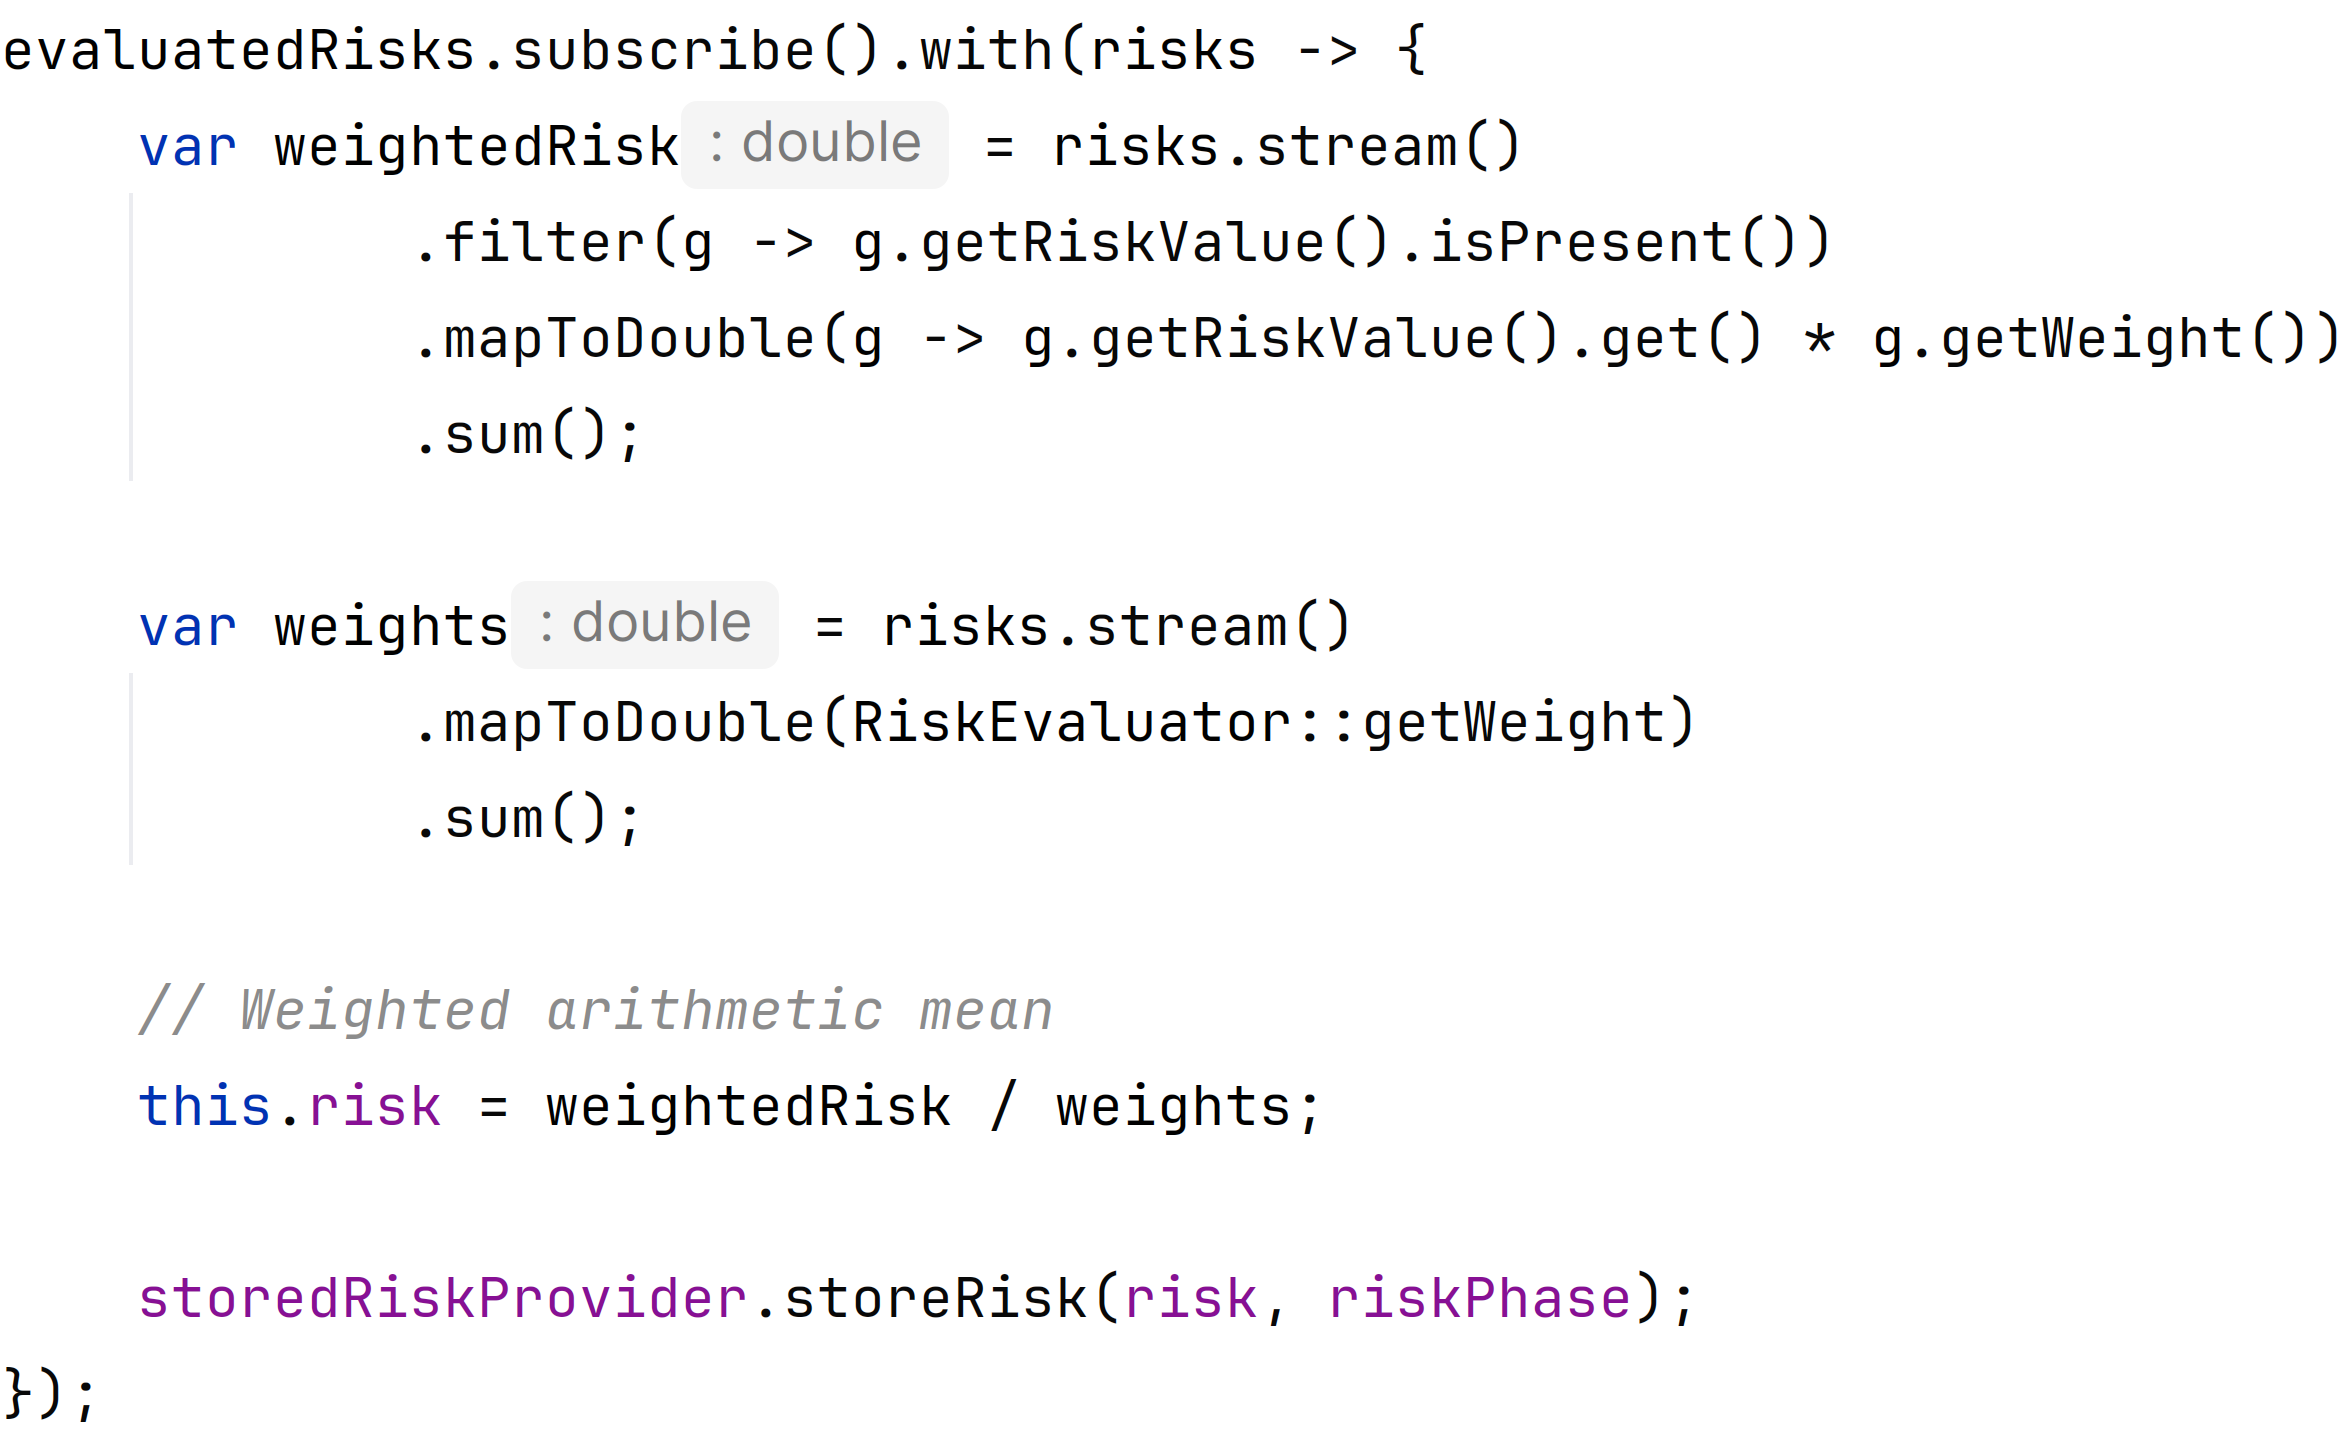 evaluatedRisks.subscribe().with(risks -> {
    var weightedRisk : double = risks.stream()
            .filter(g -> g.getRiskValue().isPresent())
            .mapToDouble(g -> g.getRiskValue().get() * g.getWeight())
            .sum();

    var weights : double = risks.stream()
            .mapToDouble(RiskEvaluator::getWeight)
            .sum();

    // Weighted arithmetic mean
    this.risk = weightedRisk / weights;

    storedRiskProvider.storeRisk(risk, riskPhase);
});